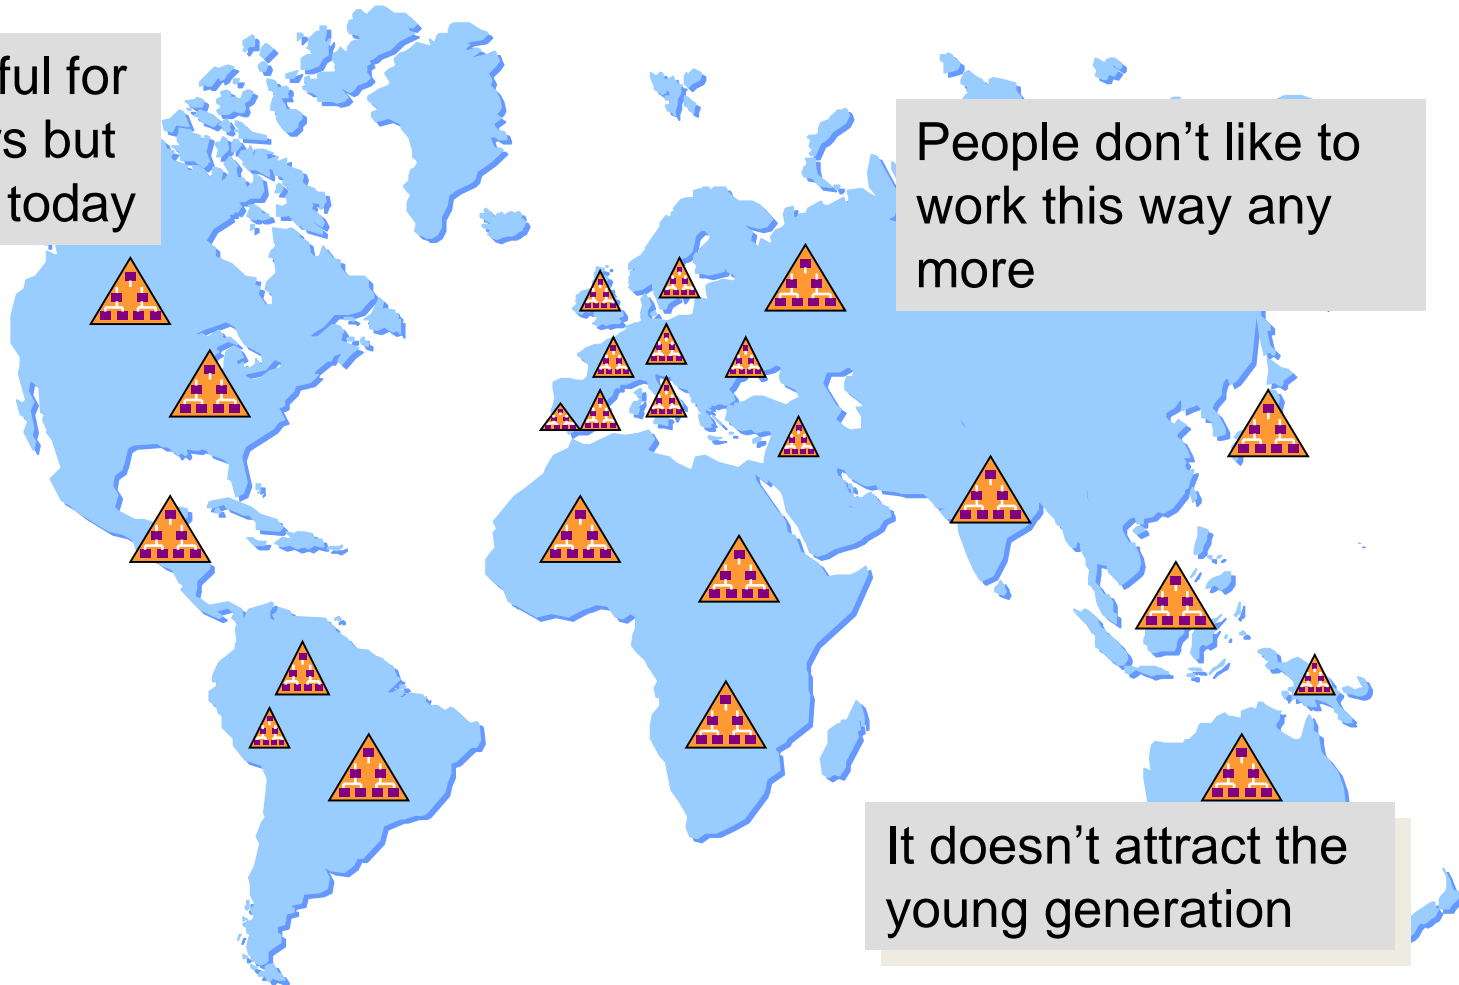 ful for
s but
today
People don’t like to
work this way any
more
It doesn’t attract the
young generation